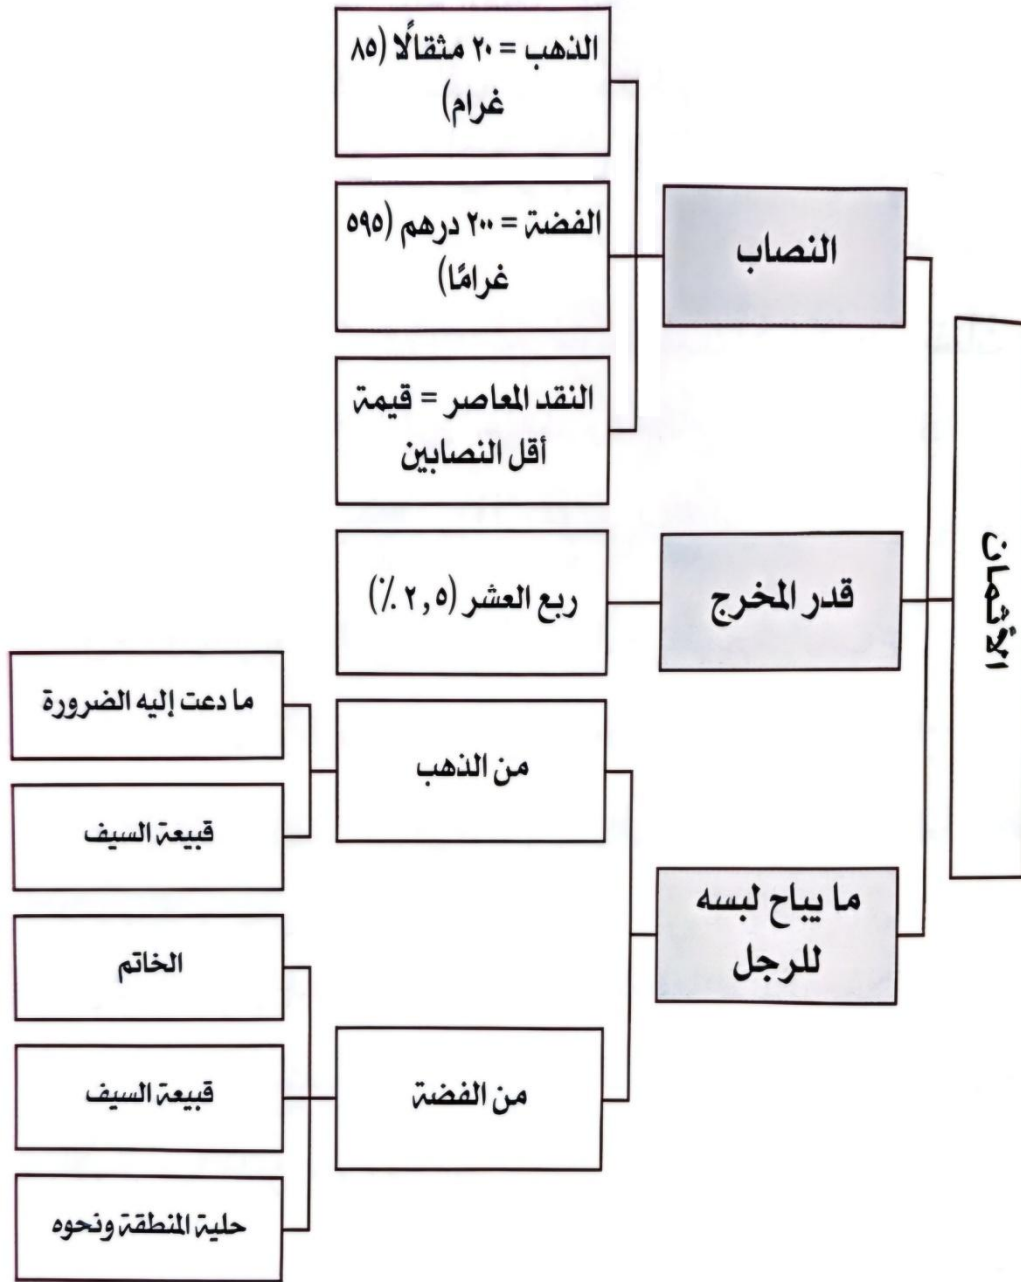 الأثمان
النصاب
الذهب = ٢٠ مثقالًا (٨٥
غرام)
الفضة = ٢٠٠ درهم (٥٩٥
غرامًا)
النقد المعاصر = قيمة
أقل النصابين
قدر المخرج
ربع العشر (٢,٥ ٪)
ما يباح لبسه
للرجل
من الذهب
ما دعت إليه الضرورة
قبيعة السيف
من الفضة
الخاتم
قبيعة السيف
حلية المنطقة ونحوه